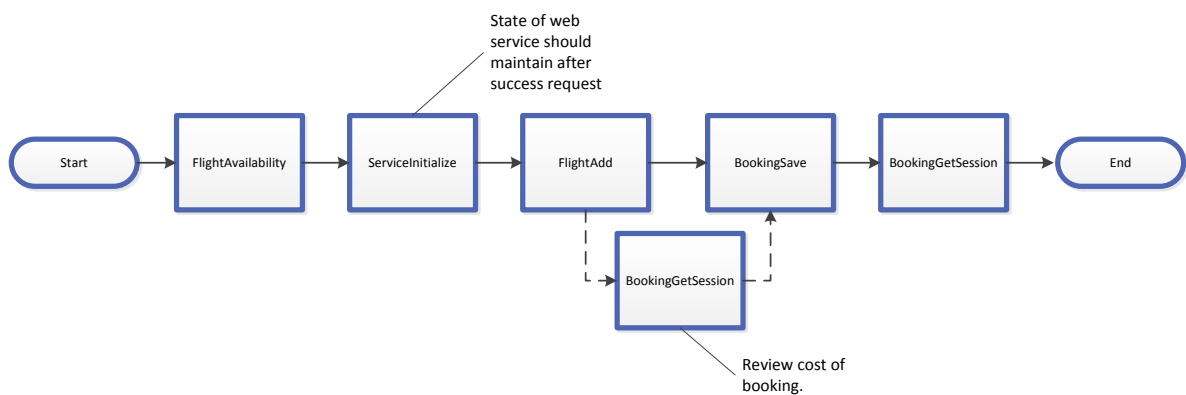 State of web
service should
maintain after
success request
Start
FlightAvailability
ServiceInitialize
FlightAdd
BookingSave
BookingGetSession
End
BookingGetSession
Review cost of
booking.